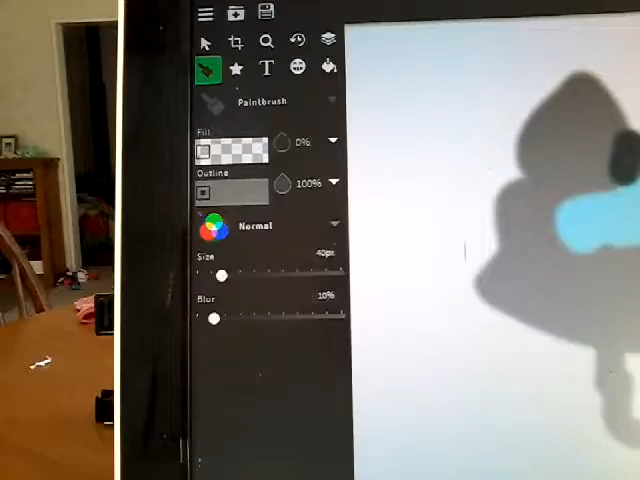 T
Paintbrush
Fill
0%
Outline
100%
Normal
Size 40px
Blur 10%